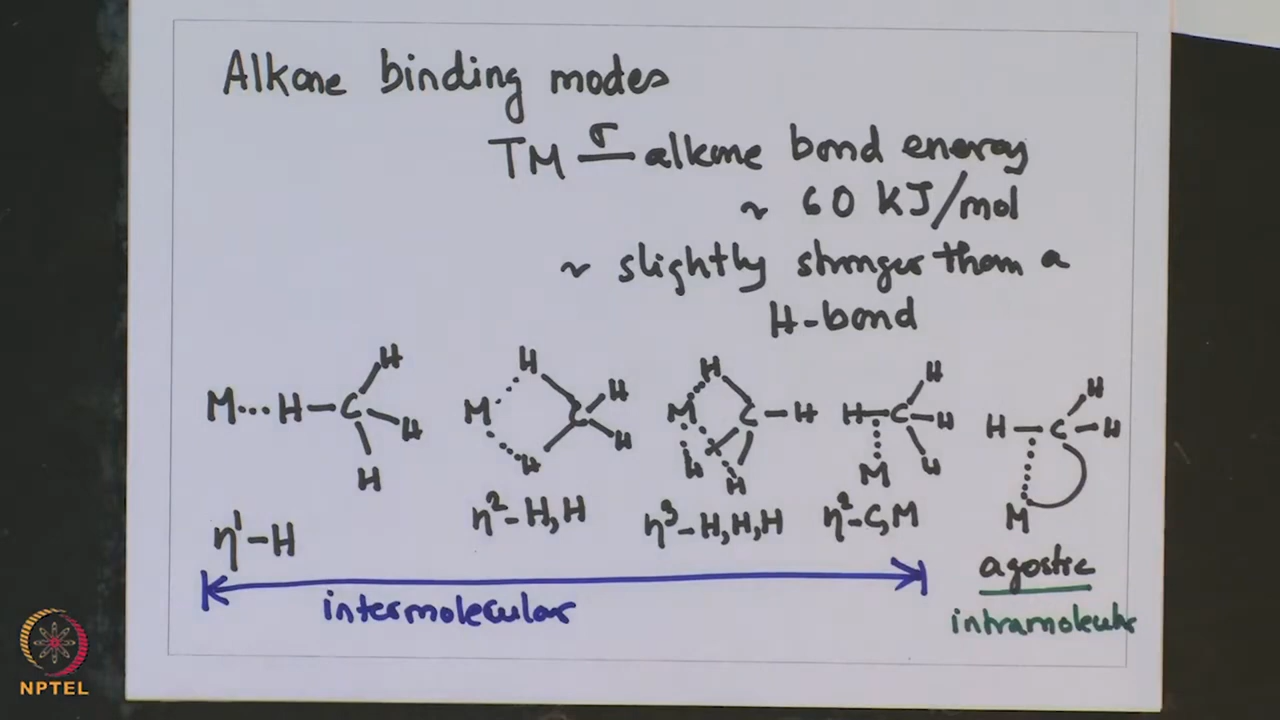 Alkane binding modes
TM σ— alkane bond energy
~ 60 KJ/mol
~ slightly stronger than a
H-bond
M...H-C H H H
M H H C H H
M H H H C H
H-C H H H M
H-C H H M
η¹-H
η²-H,H
η³-H,H,H
η²-C,M
agostic
intermolecular
intramolecular
NPTEL